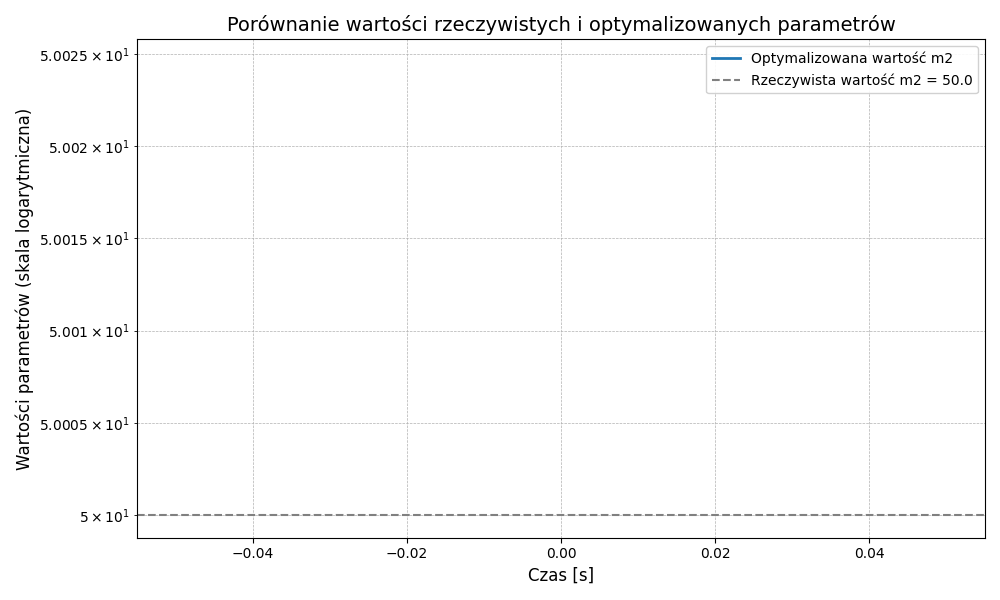 Porównanie wartości rzeczywistych i optymalizowanych parametrów
Wartości parametrów (skala logarytmiczna)
5.0025 × 10¹
5.002 × 10¹
5.0015 × 10¹
5.001 × 10¹
5.0005 × 10¹
5 × 10¹
Optymalizowana wartość m2
Rzeczywista wartość m2 = 50.0
−0.04 −0.02 0.00 0.02 0.04
Czas [s]